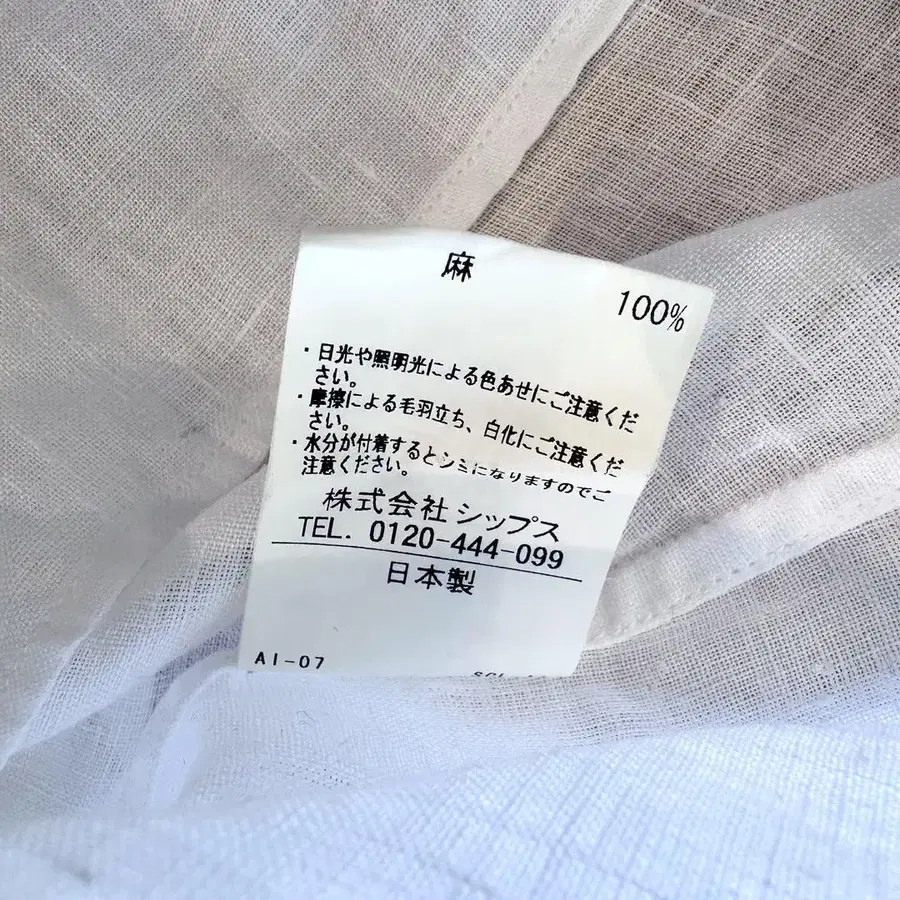 麻
100%
・日光や照明光による色あせにご注意くだ
さい。
・摩擦による毛羽立ち、白化にご注意くだ
さい。
・水分が付着するとシミになりますのでご
注意ください。
株式会社 シップス
TEL. 0120-444-099
日本製
AI-07